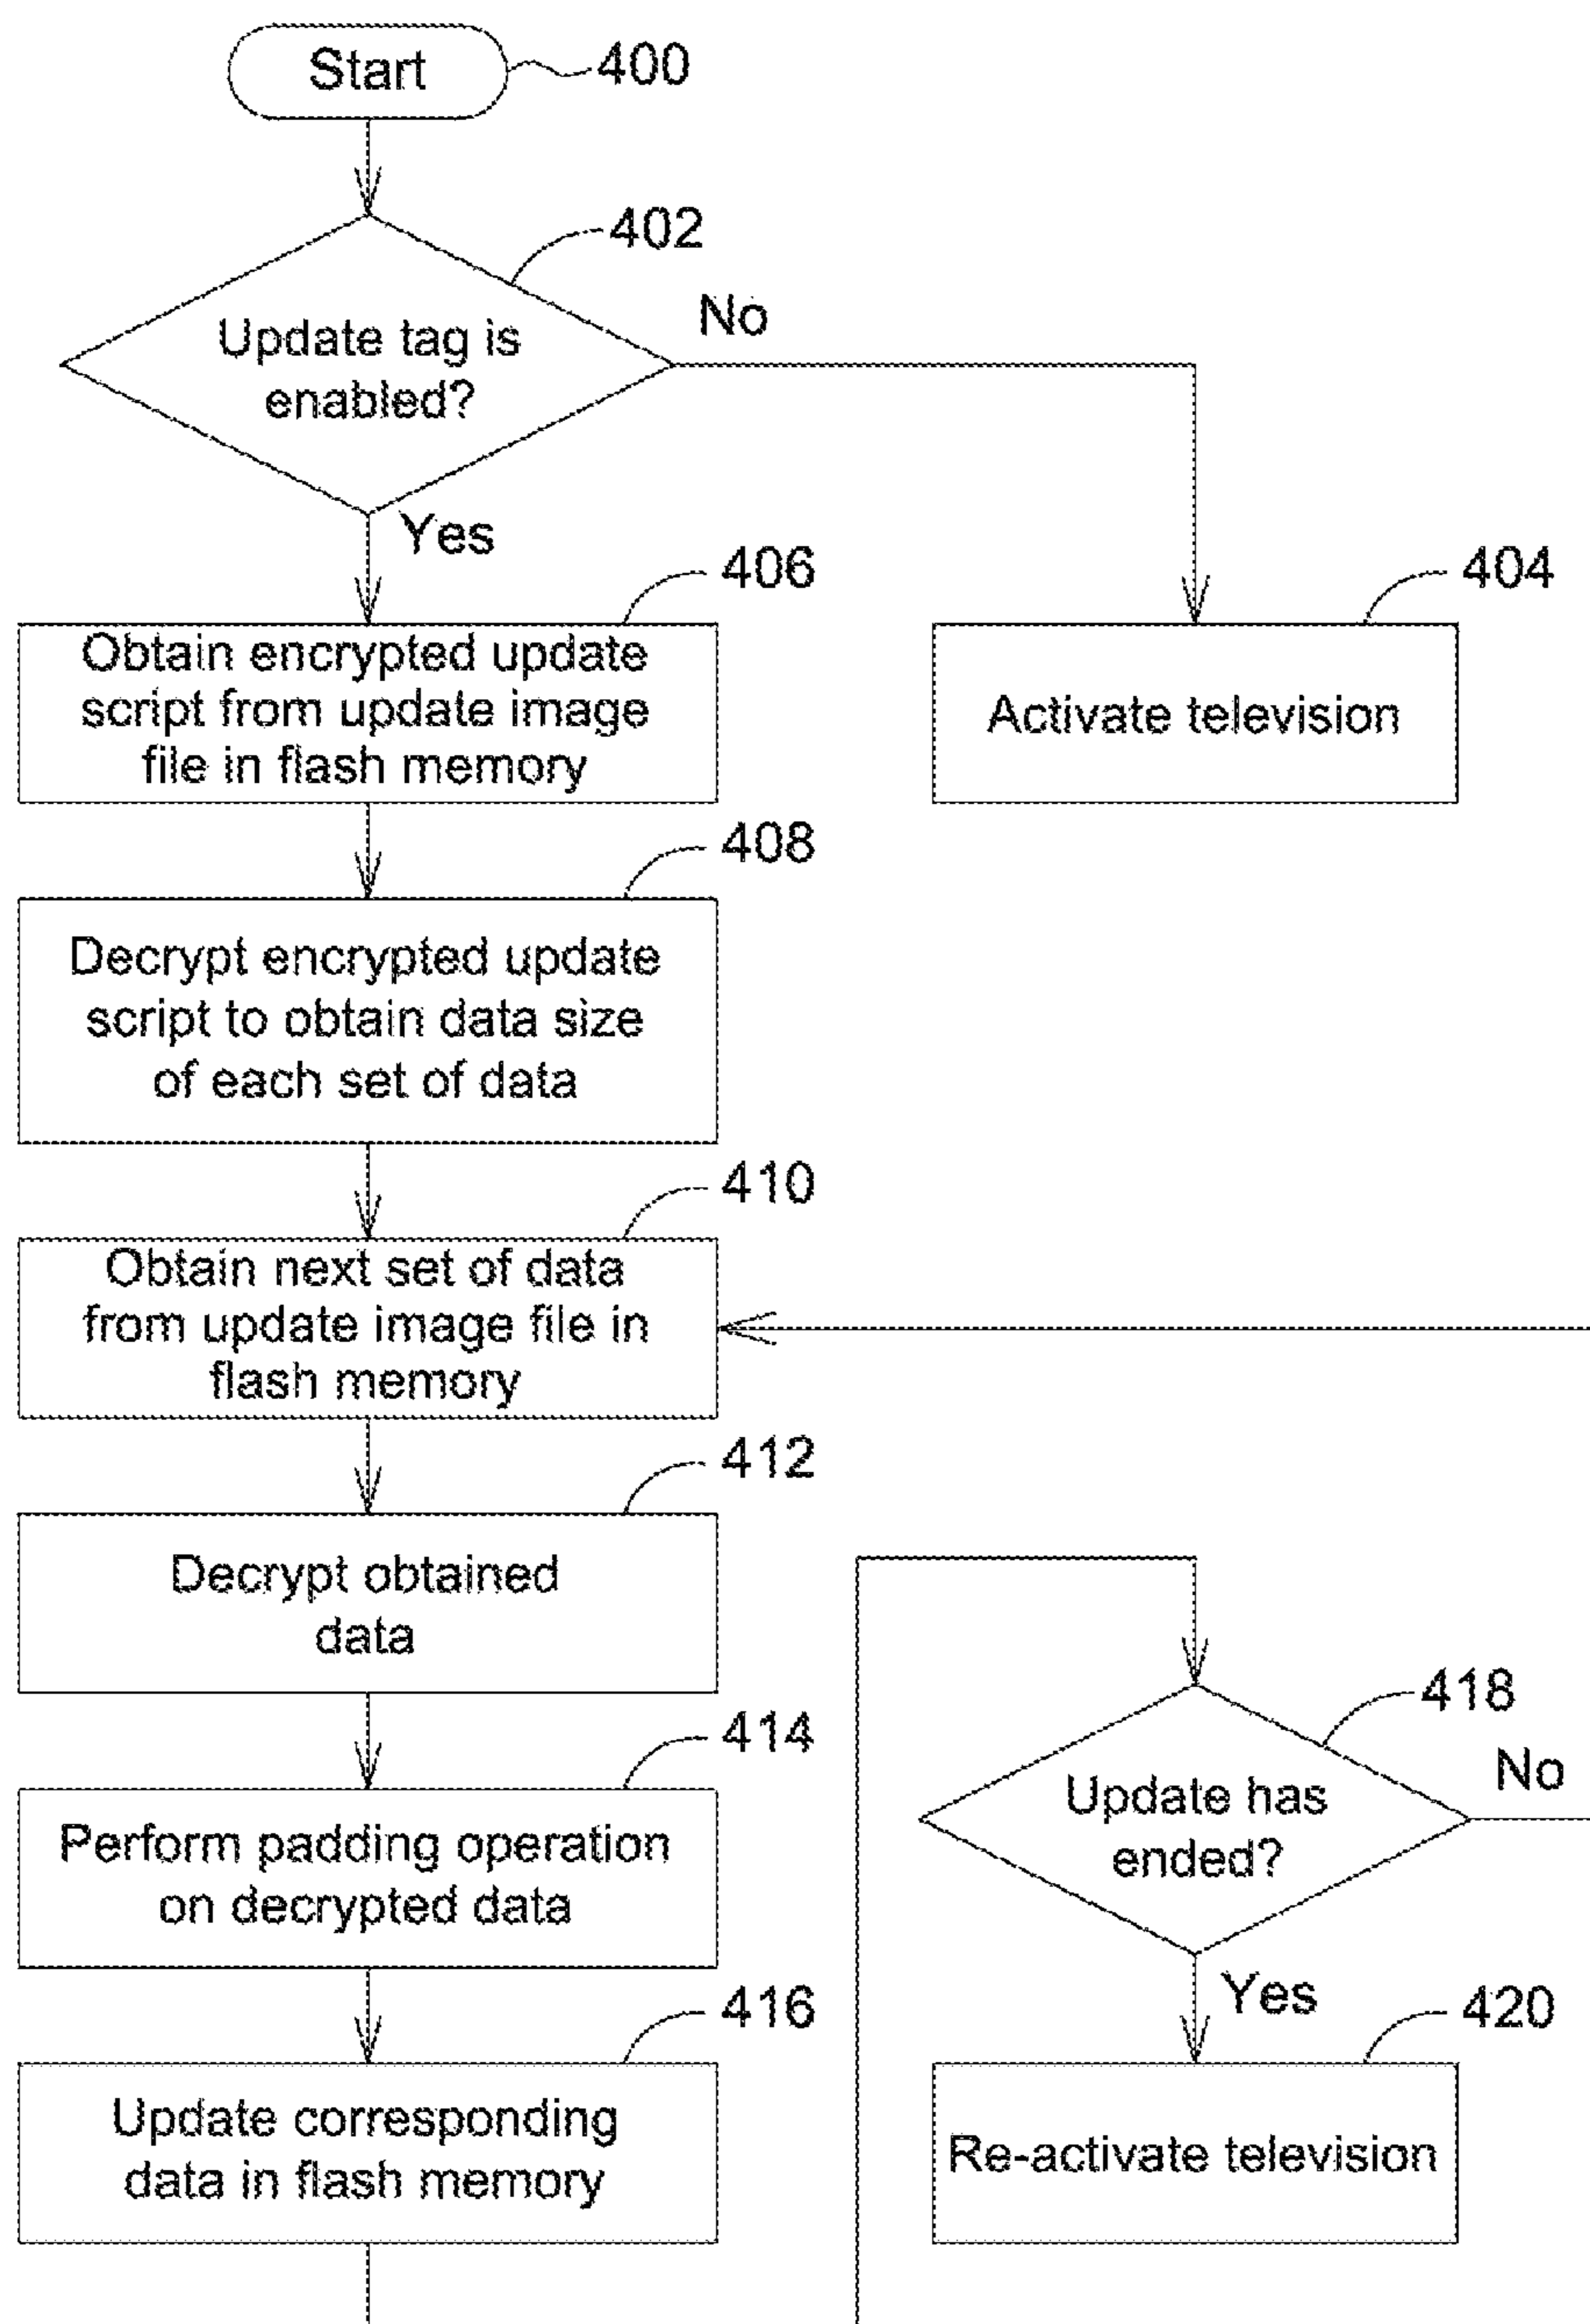 Start
400
402
Update tag is
enabled?
No
Yes
406
Obtain encrypted update
script from update image
file in flash memory
404
Activate television
408
Decrypt encrypted update
script to obtain data size
of each set of data
410
Obtain next set of data
from update image file in
flash memory
412
Decrypt obtained
data
414
Perform padding operation
on decrypted data
416
Update corresponding
data in flash memory
418
Update has
ended?
No
Yes
420
Re-activate television